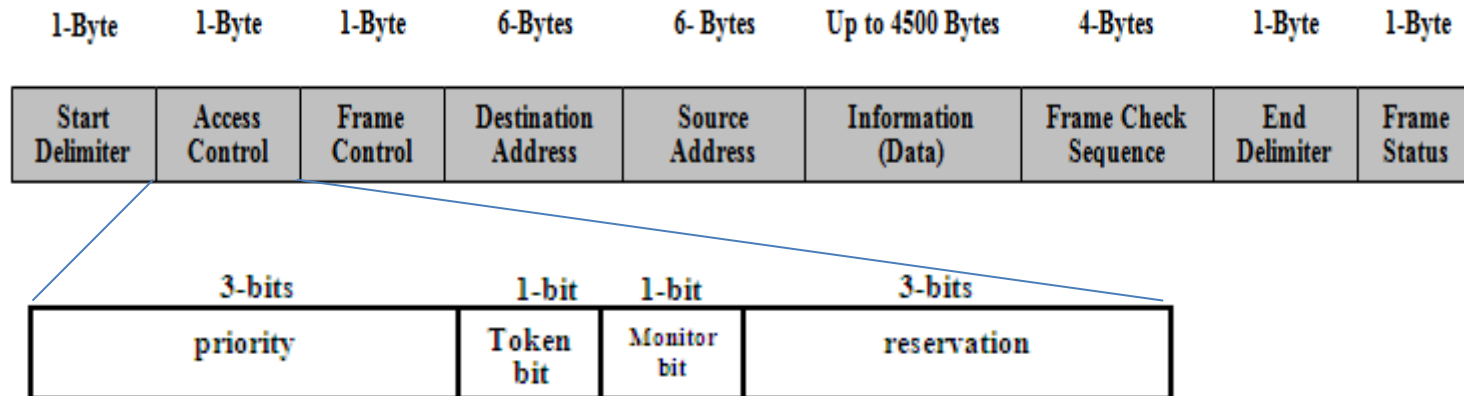 1-Byte 1-Byte 1-Byte 6-Bytes 6- Bytes Up to 4500 Bytes 4-Bytes 1-Byte 1-Byte
Start Access Frame Destination Source Information Frame Check End Frame
Delimiter Control Control Address Address (Data) Sequence Delimiter Status
3-bits 1-bit 1-bit 3-bits
priority Token Monitor reservation
bit bit